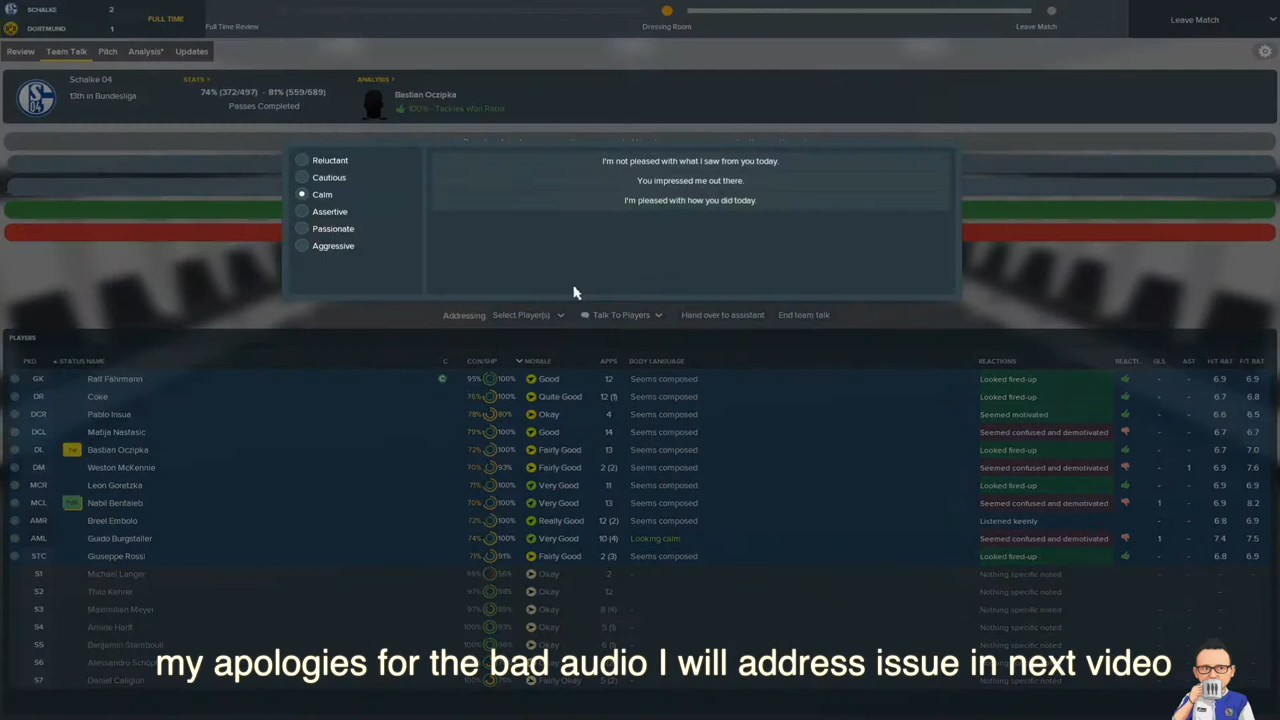 SCHALKE 2
DORTMUND 1
FULL TIME
Full Time Review
Dressing Room
Leave Match
Leave Match
Review Team Talk Pitch Analysis* Updates
Schalke 04
13th in Bundesliga
STATS >
74% (372/497) - 81% (559/689)
Passes Completed
ANALYSIS >
Bastian Oczipka
100% - Tackles Won Ratio
Reluctant
Cautious
Calm
Assertive
Passionate
Aggressive
I'm not pleased with what I saw from you today.
You impressed me out there.
I'm pleased with how you did today.
Addressing Select Player(s) Talk To Players Hand over to assistant End team talk
PLAYERS
PKD STATUS NAME C CON/SHP MORALE APPS BODY LANGUAGE REACTIONS REACTI... GLS AST H/T RAT F/T RAT
GK Ralf Fährmann C 95% 100% Good 12 Seems composed Looked fired-up - - 6.9 6.9
DR Coke 76% 100% Quite Good 12 (1) Seems composed Looked fired-up - - 6.7 6.8
DCR Pablo Insua 78% 80% Okay 4 Seems composed Seemed motivated - - 6.6 6.5
DCL Matija Nastasic 79% 100% Good 14 Seems composed Seemed confused and demotivated - - 6.7 6.7
DL Bastian Oczipka 72% 100% Fairly Good 13 Seems composed Looked fired-up - - 6.7 7.0
DM Weston McKennie 70% 93% Fairly Good 2 (2) Seems composed Seemed confused and demotivated - 1 6.9 7.6
MCR Leon Goretzka 71% 100% Very Good 11 Seems composed Looked fired-up - - 6.9 6.9
MCL Nabil Bentaleb 70% 100% Very Good 13 Seems composed Seemed confused and demotivated 1 - 6.9 8.2
AMR Breel Embolo 72% 100% Really Good 12 (2) Seems composed Listened keenly - - 6.8 6.9
AML Guido Burgstaller 74% 100% Very Good 10 (4) Looking calm Seemed confused and demotivated 1 - 7.4 7.5
STC Giuseppe Rossi 71% 91% Fairly Good 2 (3) Seems composed Looked fired-up - - 6.8 6.9
S1 Michael Langer Okay 2 - Nothing specific noted - - -
S2 Thilo Kehrer Okay 12 - Nothing specific noted - - -
S3 Maximilian Meyer Okay 8 (4) - Nothing specific noted - - -
S4 Amine Harit Okay 5 (1) - Nothing specific noted - - -
S5 Benjamin Stambouli Okay Nothing specific noted - - -
S6 Alessandro Schöpf
S7 Daniel Caligiuri Fairly Okay 5 (2) Nothing specific noted
my apologies for the bad audio I will address issue in next video